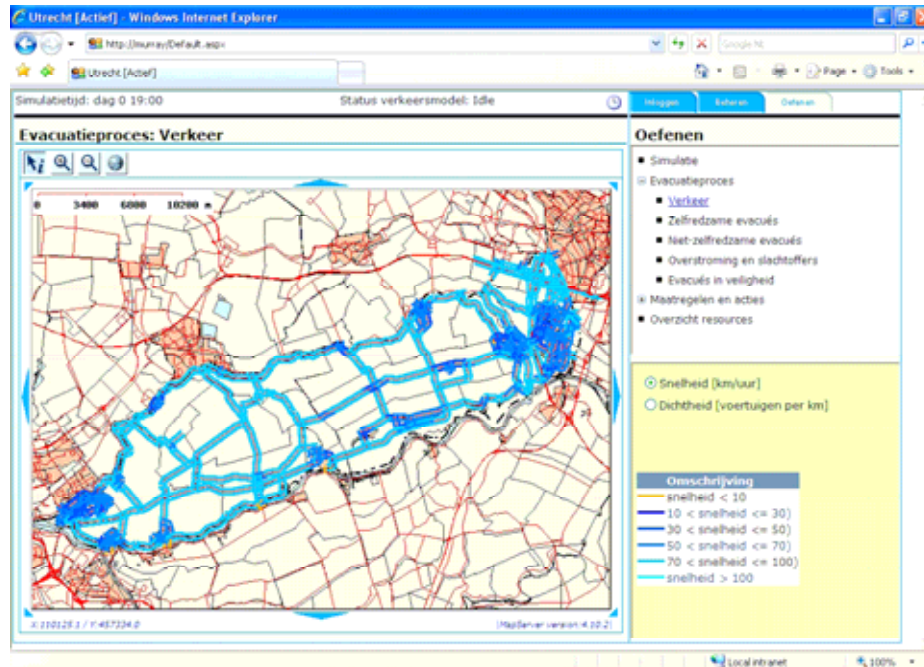 Utrecht [Actief] - Windows Internet Explorer
http://murray/Default.aspx
Google NL
Utrecht [Actief]
Page
Tools
Simulatietijd: dag 0 19:00
Status verkeersmodel: Idle
Inloggen
Beheren
Oefenen
Evacuatieproces: Verkeer
Oefenen
Simulatie
Evacuatieproces
Verkeer
Zelfredzame evacués
Niet-zelfredzame evacués
Overstroming en slachtoffers
Evacués in veiligheid
Maatregelen en acties
Overzicht resources
0 3400 6800 10200 m
Snelheid [km/uur]
Dichtheid [voertuigen per km]
Omschrijving
snelheid < 10
10 < snelheid <= 30)
30 < snelheid <= 50)
50 < snelheid <= 70)
70 < snelheid <= 100)
snelheid > 100
X:110125.1 / Y:457334.0
(MapServer version:4.10.2)
Local intranet
100%